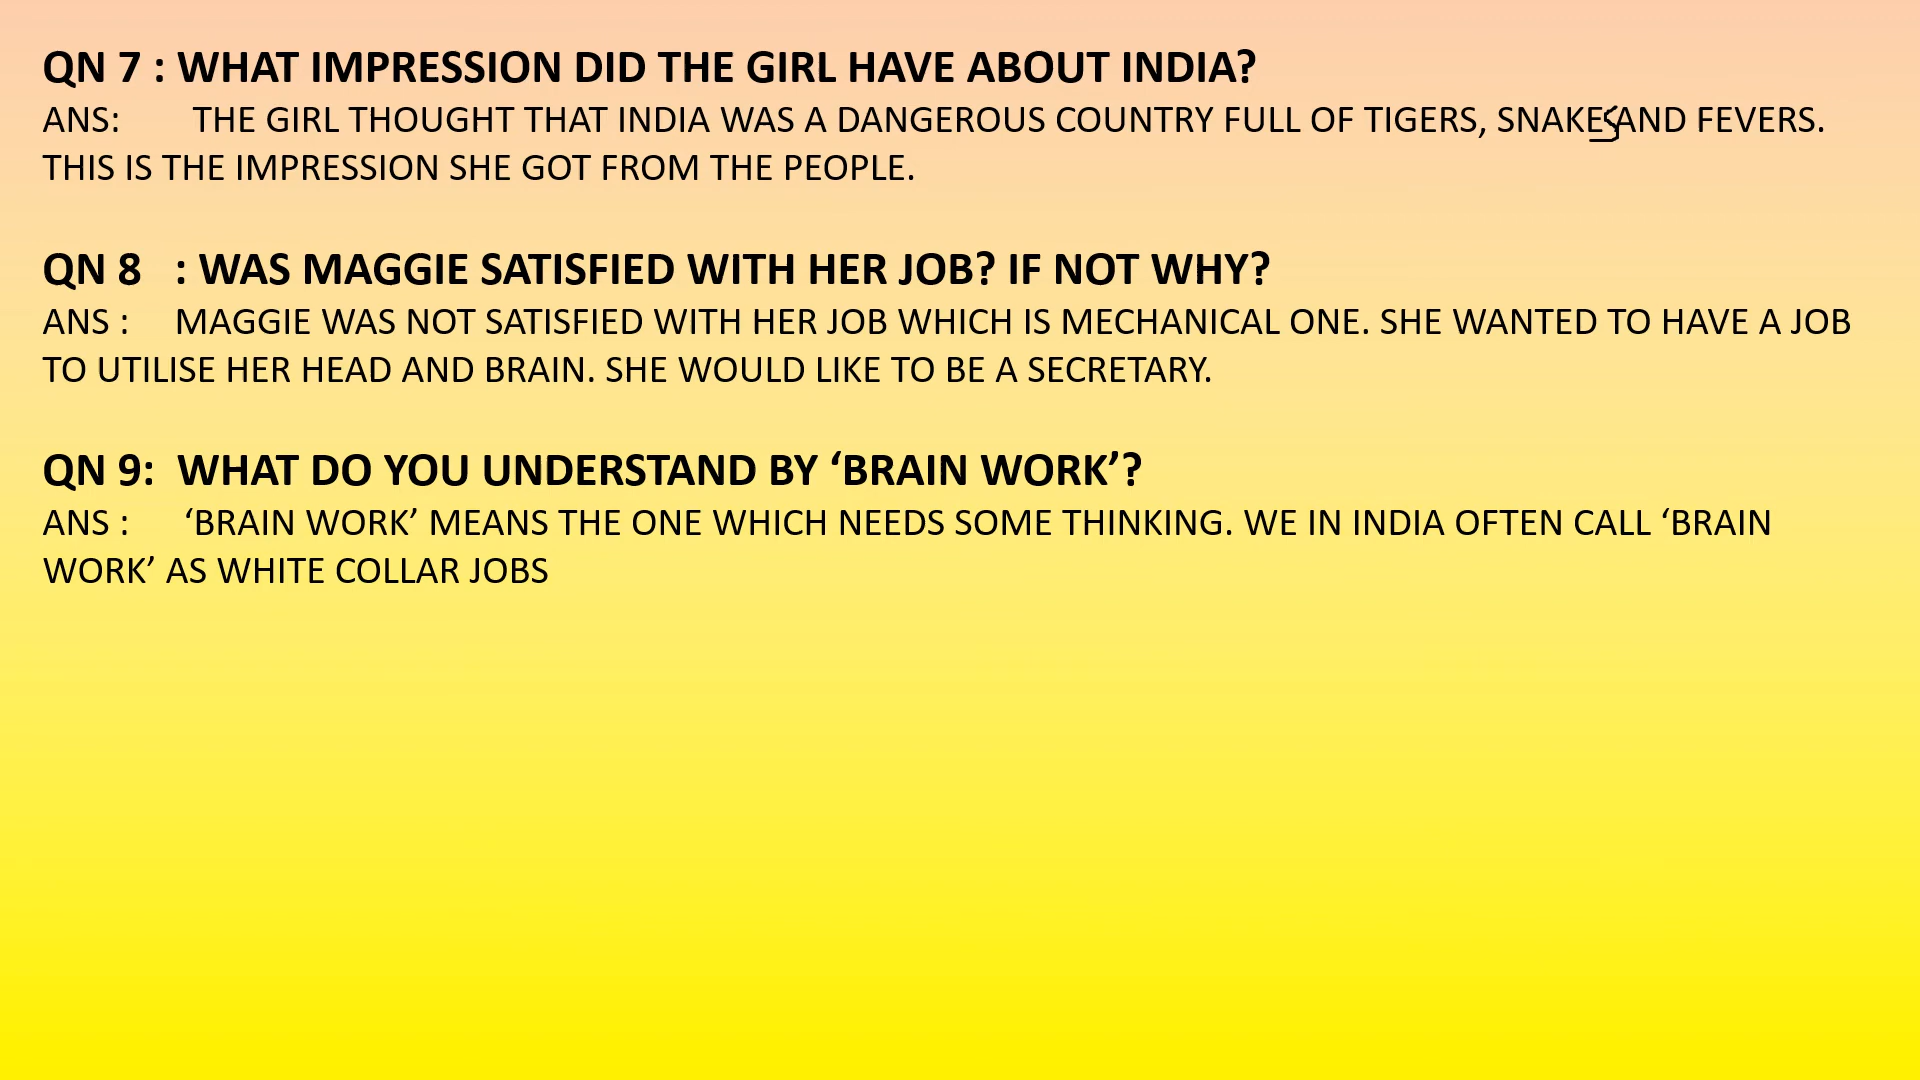 QN 7 : WHAT IMPRESSION DID THE GIRL HAVE ABOUT INDIA?
ANS: THE GIRL THOUGHT THAT INDIA WAS A DANGEROUS COUNTRY FULL OF TIGERS, SNAKES AND FEVERS.
THIS IS THE IMPRESSION SHE GOT FROM THE PEOPLE.
QN 8 : WAS MAGGIE SATISFIED WITH HER JOB? IF NOT WHY?
ANS : MAGGIE WAS NOT SATISFIED WITH HER JOB WHICH IS MECHANICAL ONE. SHE WANTED TO HAVE A JOB
TO UTILISE HER HEAD AND BRAIN. SHE WOULD LIKE TO BE A SECRETARY.
QN 9: WHAT DO YOU UNDERSTAND BY ‘BRAIN WORK’?
ANS : ‘BRAIN WORK’ MEANS THE ONE WHICH NEEDS SOME THINKING. WE IN INDIA OFTEN CALL ‘BRAIN
WORK’ AS WHITE COLLAR JOBS